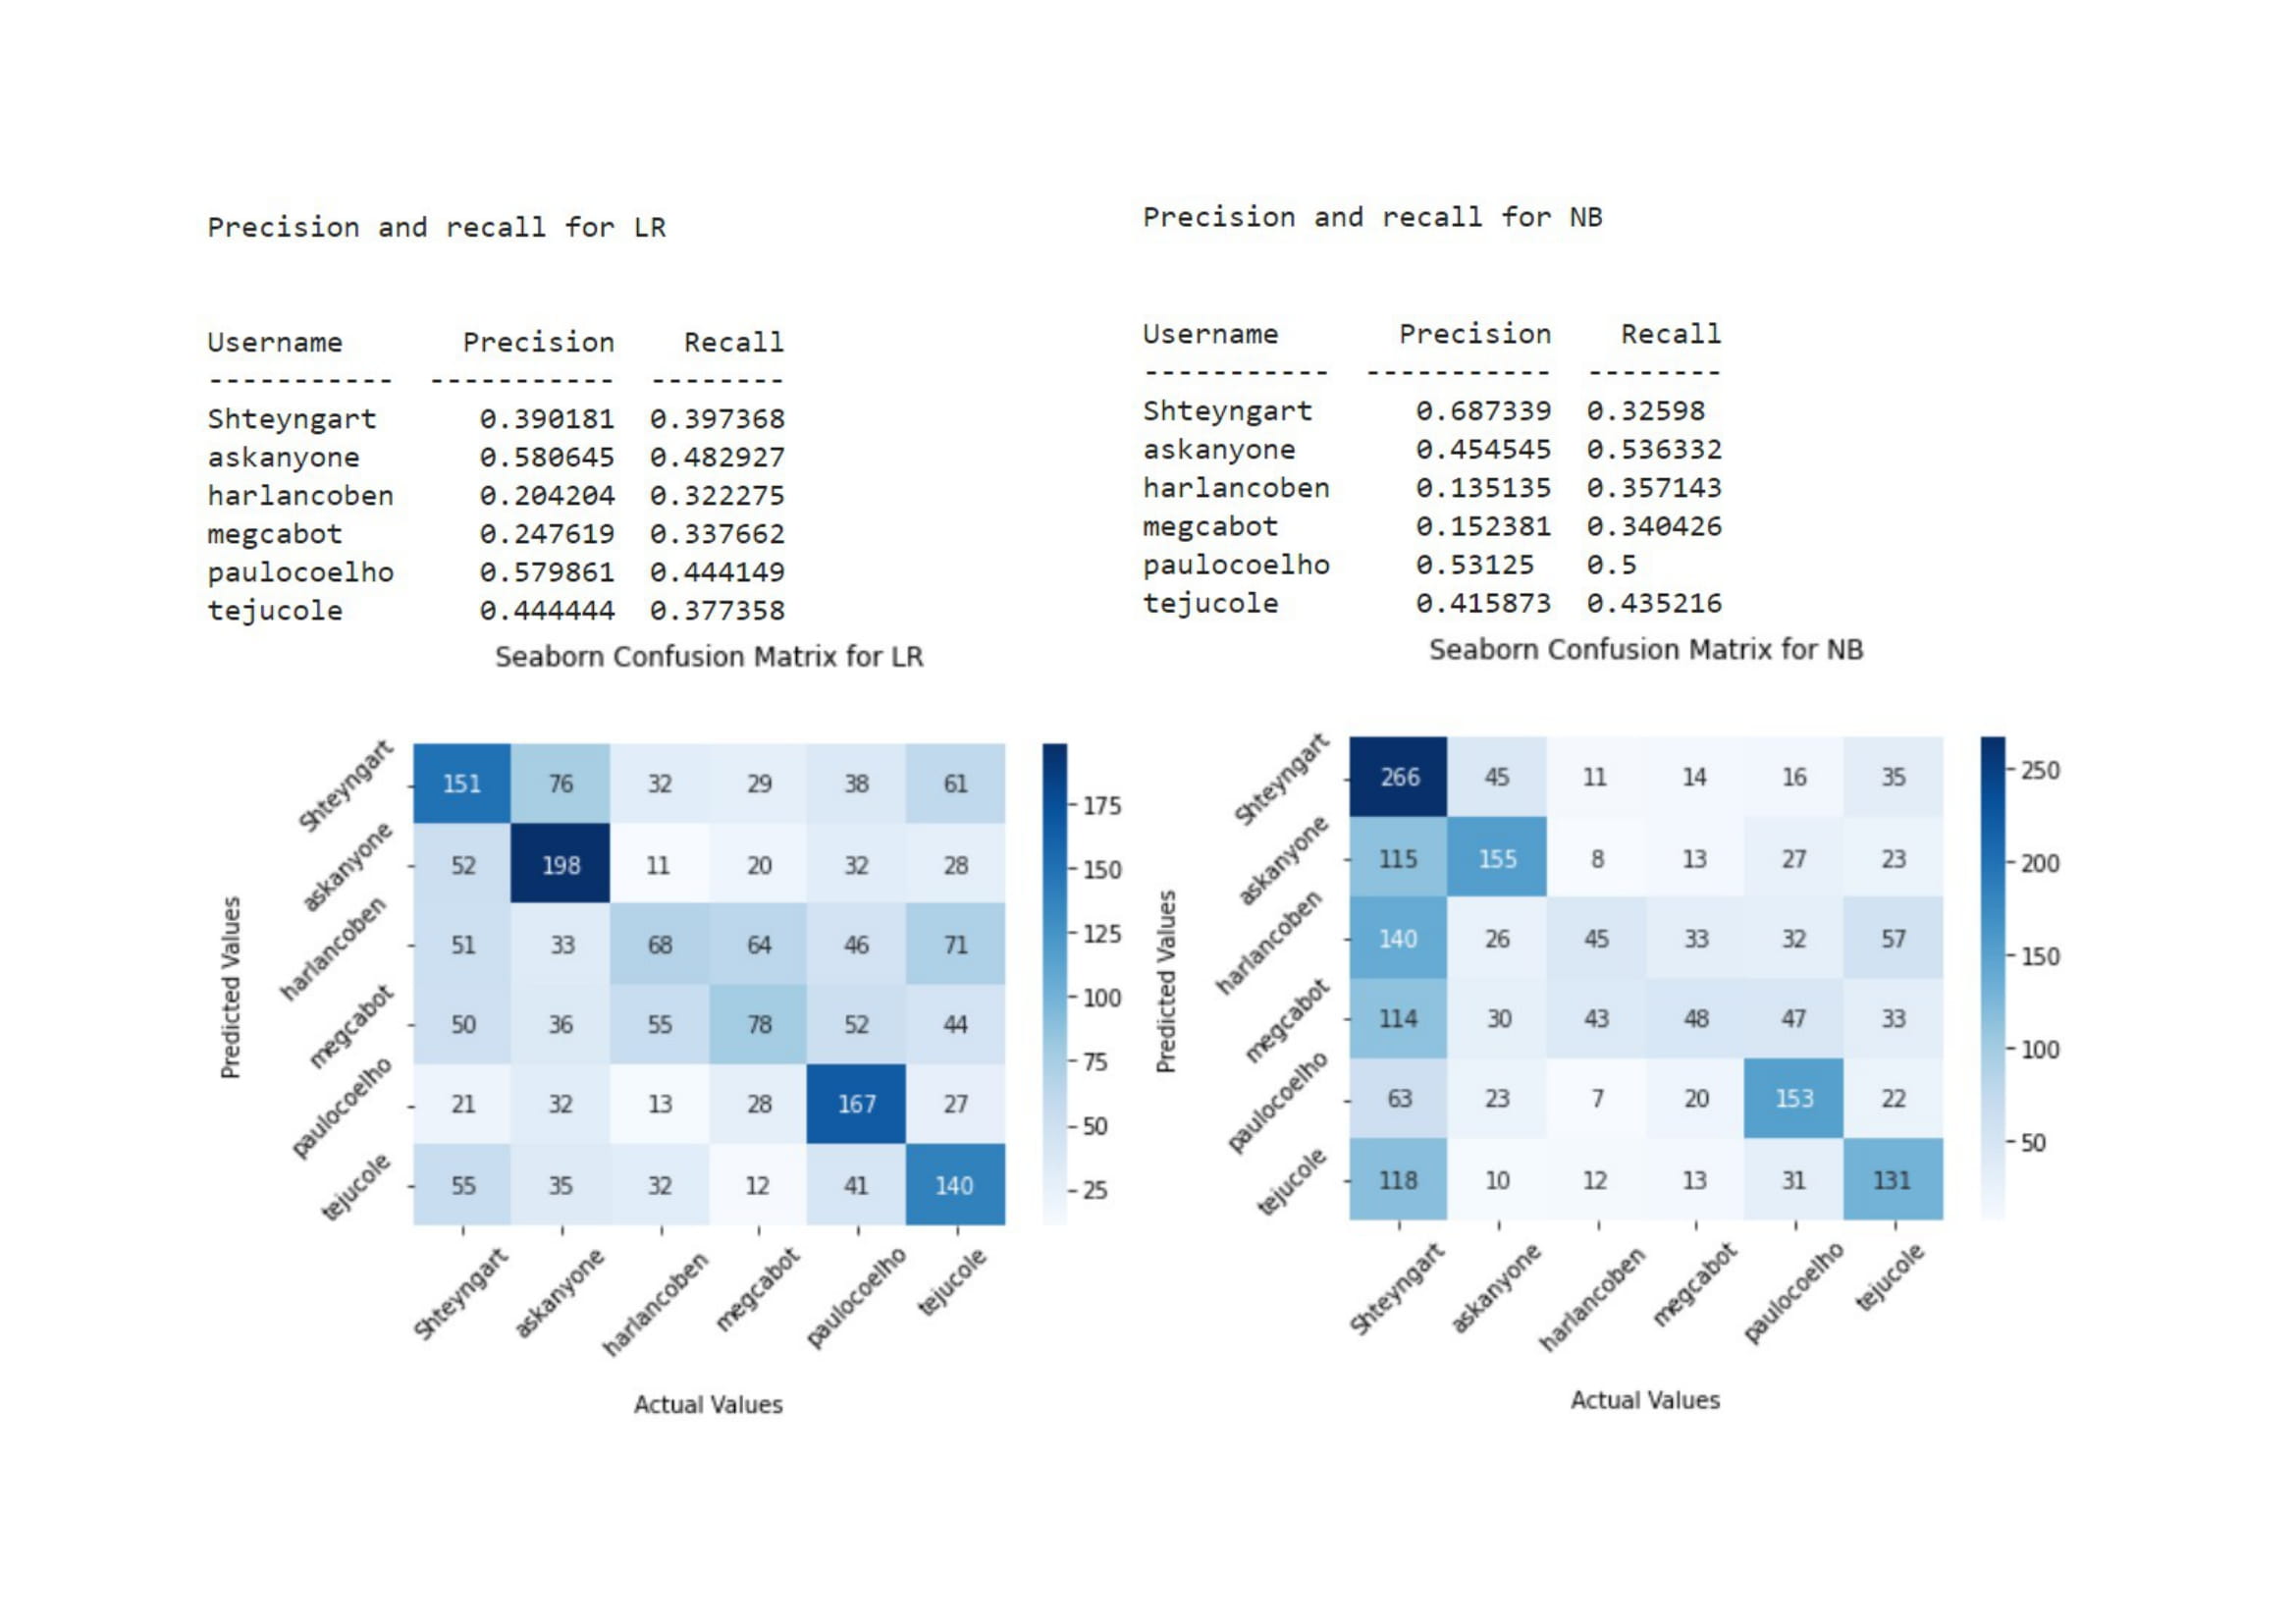 Precision and recall for LR
Username Precision Recall
----------- ----------- --------
Shteyngart 0.390181 0.397368
askanyone 0.580645 0.482927
harlancoben 0.204204 0.322275
megcabot 0.247619 0.337662
paulocoelho 0.579861 0.444149
tejucole 0.444444 0.377358
Seaborn Confusion Matrix for LR
Predicted Values
Shteyngart 151 76 32 29 38 61
askanyone 52 198 11 20 32 28
harlancoben 51 33 68 64 46 71
megcabot 50 36 55 78 52 44
paulocoelho 21 32 13 28 167 27
tejucole 55 35 32 12 41 140
Shteyngart askanyone harlancoben megcabot paulocoelho tejucole
Actual Values
175
150
125
100
75
50
25
Precision and recall for NB
Username Precision Recall
----------- ----------- --------
Shteyngart 0.687339 0.32598
askanyone 0.454545 0.536332
harlancoben 0.135135 0.357143
megcabot 0.152381 0.340426
paulocoelho 0.53125 0.5
tejucole 0.415873 0.435216
Seaborn Confusion Matrix for NB
Predicted Values
Shteyngart 266 45 11 14 16 35
askanyone 115 155 8 13 27 23
harlancoben 140 26 45 33 32 57
megcabot 114 30 43 48 47 33
paulocoelho 63 23 7 20 153 22
tejucole 118 10 12 13 31 131
Shteyngart askanyone harlancoben megcabot paulocoelho tejucole
Actual Values
250
200
150
100
50